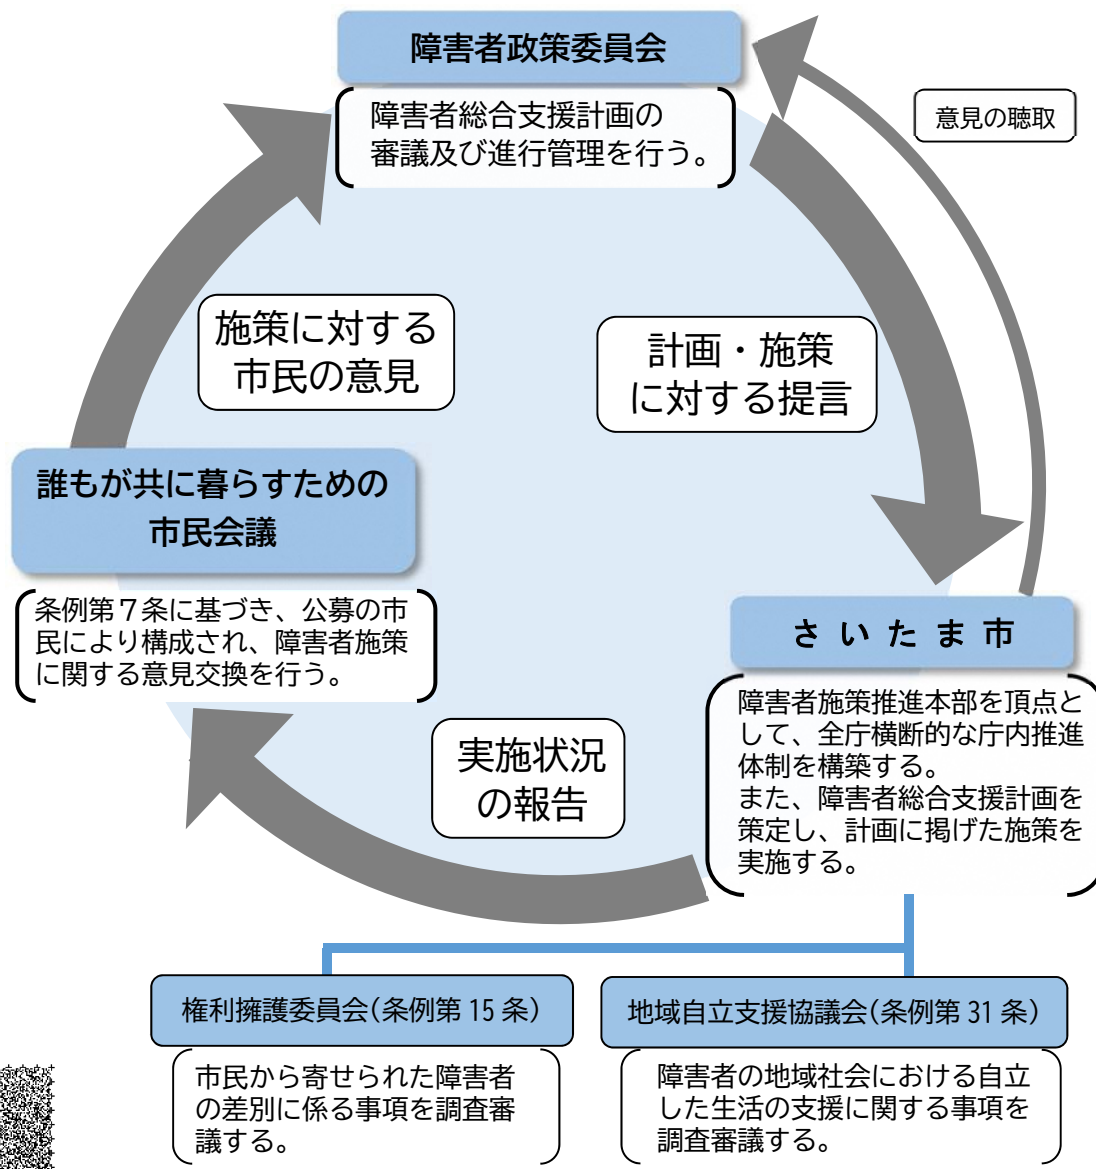 障害者政策委員会
障害者総合支援計画の
審議及び進行管理を行う。
意見の聴取
施策に対する
市民の意見
計画・施策
に対する提言
誰もが共に暮らすための
市民会議
条例第７条に基づき、公募の市
民により構成され、障害者施策
に関する意見交換を行う。
さいたま市
障害者施策推進本部を頂点と
して、全庁横断的な庁内推進
体制を構築する。
また、障害者総合支援計画を
策定し、計画に掲げた施策を
実施する。
実施状況
の報告
権利擁護委員会(条例第 15 条)
市民から寄せられた障害者
の差別に係る事項を調査審
議する。
地域自立支援協議会(条例第 31 条)
障害者の地域社会における自立
した生活の支援に関する事項を
調査審議する。